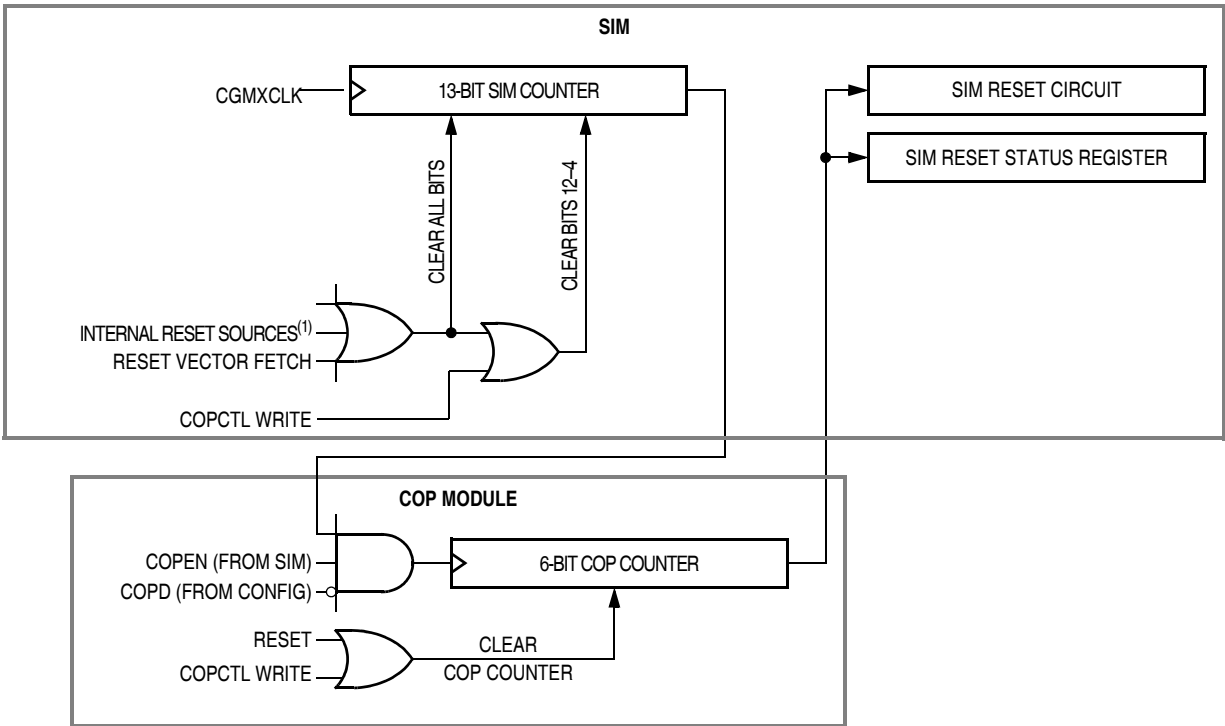 SIM
CGMXCLK
13-BIT SIM COUNTER
SIM RESET CIRCUIT
SIM RESET STATUS REGISTER
CLEAR ALL BITS
CLEAR BITS 12–4
INTERNAL RESET SOURCES(1)
RESET VECTOR FETCH
COPCTL WRITE
COP MODULE
COPEN (FROM SIM)
COPD (FROM CONFIG)
6-BIT COP COUNTER
RESET
COPCTL WRITE
CLEAR
COP COUNTER